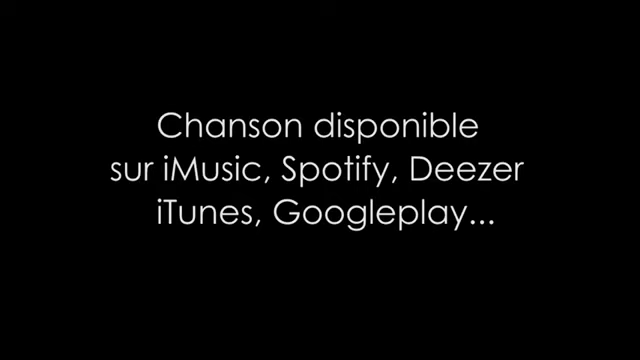 Chanson disponible
sur iMusic, Spotify, Deezer
iTunes, Googleplay...